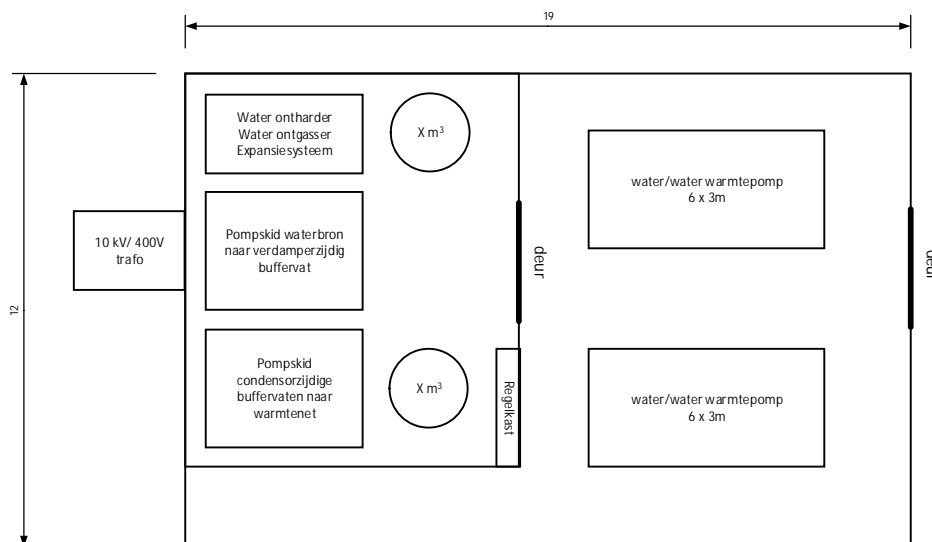 19
Water ontharder
Water ontgasser
Expansiesysteem
X m³
water/water warmtepomp
6 x 3m
10 kV/ 400V
trafo
Pompskid waterbron
naar verdamperzijdig
buffervat
deur
deur
12
Pompskid
condensorzijdige
buffervaten naar
warmtenet
X m³
Regelkast
water/water warmtepomp
6 x 3m